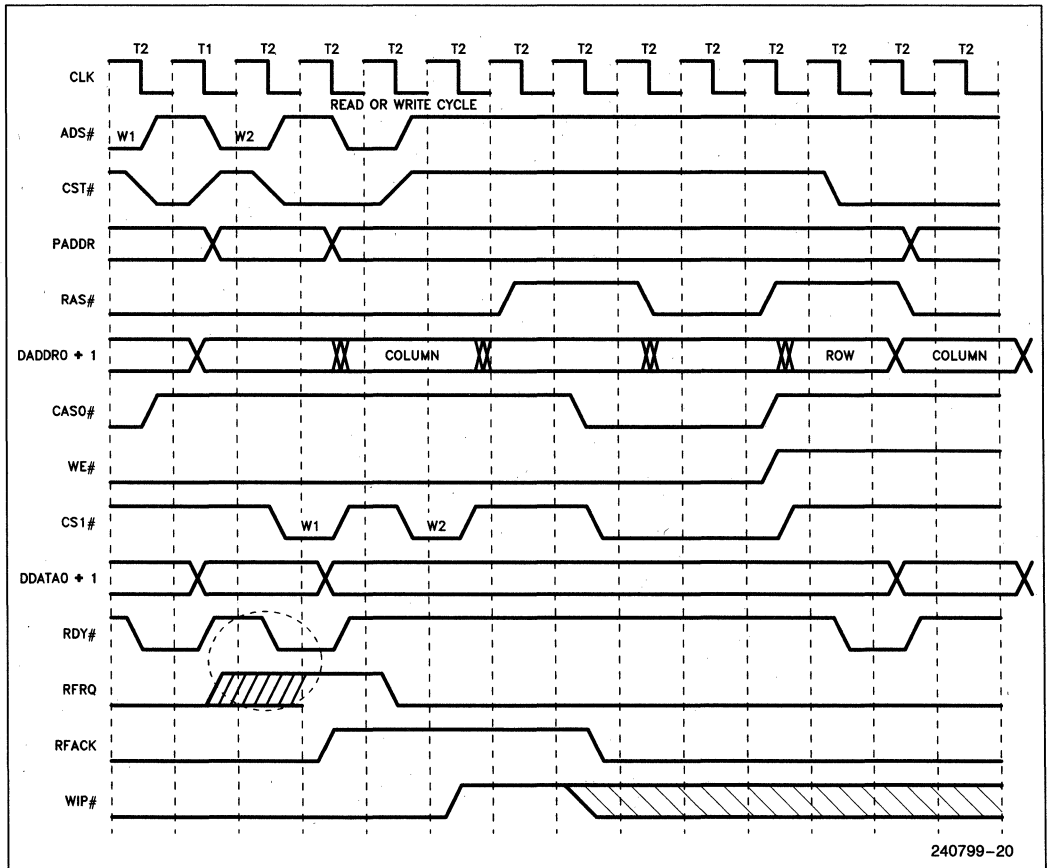 T2 T1 T2 T2 T2 T2 T2 T2 T2 T2 T2 T2 T2 T2
CLK
READ OR WRITE CYCLE
ADS# W1 W2
CST#
PADDR
RAS#
DADDR0 + 1 COLUMN ROW COLUMN
CAS0#
WE#
CS1# W1 W2
DDATA0 + 1
RDY#
RFRQ
RFACK
WIP#
240799-20